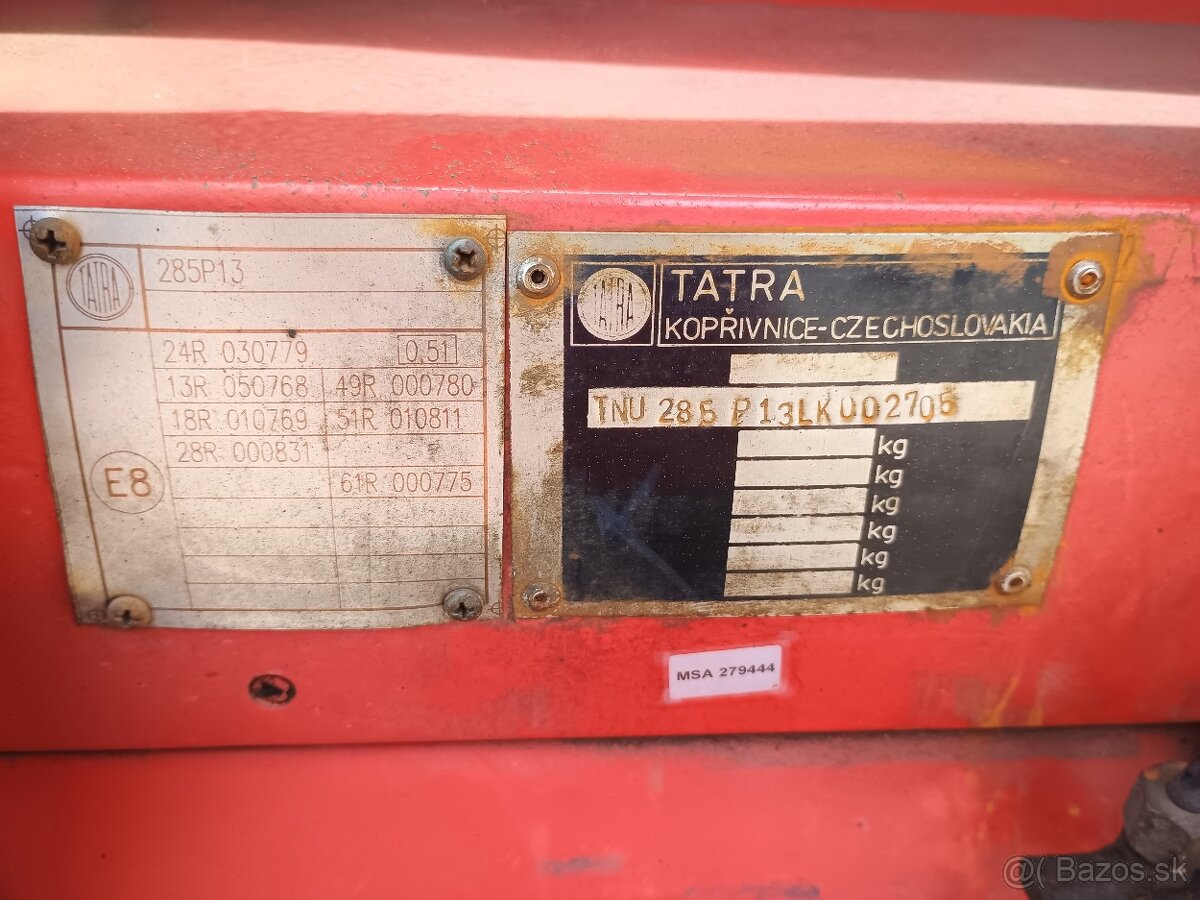 TATRA
285P13
24R 030779 0,51
13R 050768 49R 000780
18R 010769 51R 010811
28R 000831
61R 000775
E8
TATRA
TATRA
KOPŘIVNICE-CZECHOSLOVAKIA
TNU 285 P13LK002705
kg
kg
kg
kg
kg
kg
MSA 279444
@( Bazos.sk